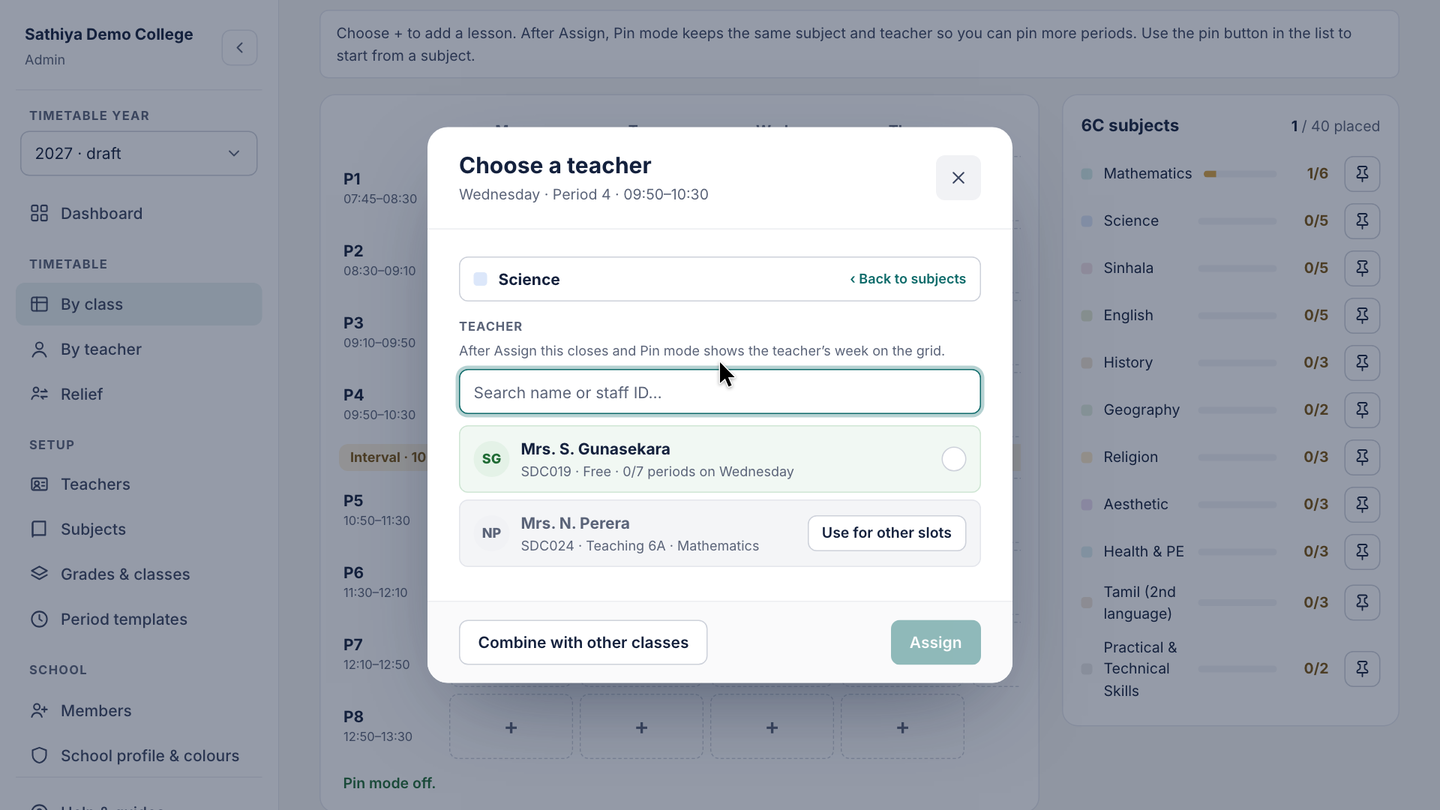 Sathiya Demo College
Admin
TIMETABLE YEAR
2027 · draft
Dashboard
TIMETABLE
By class
By teacher
Relief
SETUP
Teachers
Subjects
Grades & classes
Period templates
SCHOOL
Members
School profile & colours
Choose + to add a lesson. After Assign, Pin mode keeps the same subject and teacher so you can pin more periods. Use the pin button in the list to
start from a subject.
P1
07:45–08:30
P2
08:30–09:10
P3
09:10–09:50
P4
09:50–10:30
Interval · 10
P5
10:50–11:30
P6
11:30–12:10
P7
12:10–12:50
P8
12:50–13:30
+ + + +
Pin mode off.
Choose a teacher
Wednesday · Period 4 · 09:50–10:30
Science
‹ Back to subjects
TEACHER
After Assign this closes and Pin mode shows the teacher’s week on the grid.
Search name or staff ID…
SG
Mrs. S. Gunasekara
SDC019 · Free · 0/7 periods on Wednesday
NP
Mrs. N. Perera
SDC024 · Teaching 6A · Mathematics
Use for other slots
Combine with other classes
Assign
6C subjects
1 / 40 placed
Mathematics 1/6
Science 0/5
Sinhala 0/5
English 0/5
History 0/3
Geography 0/2
Religion 0/3
Aesthetic 0/3
Health & PE 0/3
Tamil (2nd
language) 0/3
Practical &
Technical 0/2
Skills